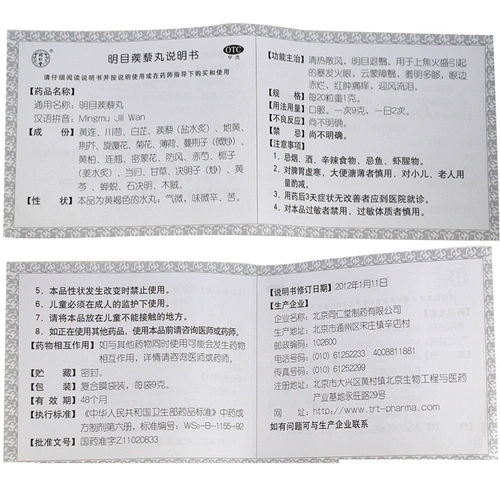 明目蒺藜丸说明书
OTC
甲类
请仔细阅读说明书并按说明使用或在药师指导下购买和使用
【药品名称】
通用名称：明目蒺藜丸
汉语拼音：Mingmu Jili Wan
【成 份】 黄连、川芎、白芷、蒺藜（盐水炙）、地黄、
荆芥、旋覆花、菊花、薄荷、蔓荆子（微炒）、
黄柏、连翘、密蒙花、防风、赤芍、栀子
（姜水炙）、当归、甘草、决明子（炒）、黄
芩、蝉蜕、石决明、木贼。
【性 状】 本品为黄褐色的水丸；气微，味微辛、苦。
【功能主治】 清热散风，明目退翳。用于上焦火盛引起
的暴发火眼，云蒙障翳，羞明多眵，眼边
赤烂，红肿痛痒，迎风流泪。
【规 格】 每20粒重1克。
【用法用量】 口服，一次9克，一日2次。
【不良反应】 尚不明确。
【禁 忌】 尚不明确。
【注意事项】
1．忌烟、酒、辛辣食物，忌鱼、虾腥物。
2．对脾胃虚寒，大便溏薄者慎用，对小儿、老人用
量酌减。
3．用药后3天症状无改善者应到医院就诊。
4．对本品过敏者禁用，过敏体质者慎用。
5．本品性状发生改变时禁止使用。
6．儿童必须在成人的监护下使用。
7．请将本品放在儿童不能接触的地方。
8．如正在使用其他药品，使用本品前请咨询医师或药师。
【药物相互作用】 如与其他药物同时使用可能会发生药物
相互作用，详情请咨询医师或药师。
【贮 藏】 密封。
【包 装】 复合膜袋装，每袋9克。
【有 效 期】 48个月
【执行标准】 《中华人民共和国卫生部药品标准》中药成
方制剂第六册，标准编号：WS₃-B-1155-92
【批准文号】 国药准字Z11020833
【说明书修订日期】 2012年1月11日
【生产企业】
企业名称：北京同仁堂制药有限公司
生产地址：北京市通州区宋庄镇辛店村
邮政编码：102600
电话号码：(010) 61252233 4008811881
传真号码：(010) 61252299
注册地址：北京市大兴区黄村镇北京生物工程与医药
产业基地京旺路29号
网 址：http://www.trt-pharma.com
如有问题可与生产企业联系